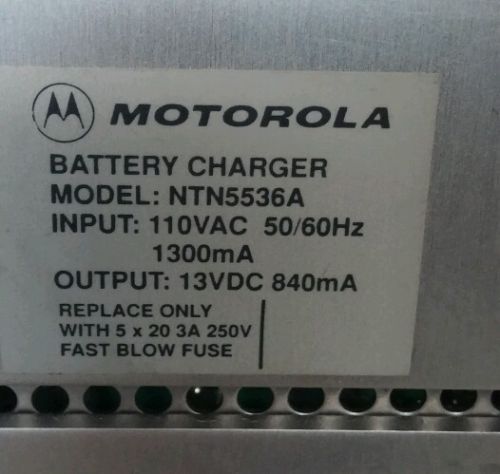 MOTOROLA
BATTERY CHARGER
MODEL: NTN5536A
INPUT: 110VAC 50/60Hz
1300mA
OUTPUT: 13VDC 840mA
REPLACE ONLY
WITH 5 x 20 3A 250V
FAST BLOW FUSE